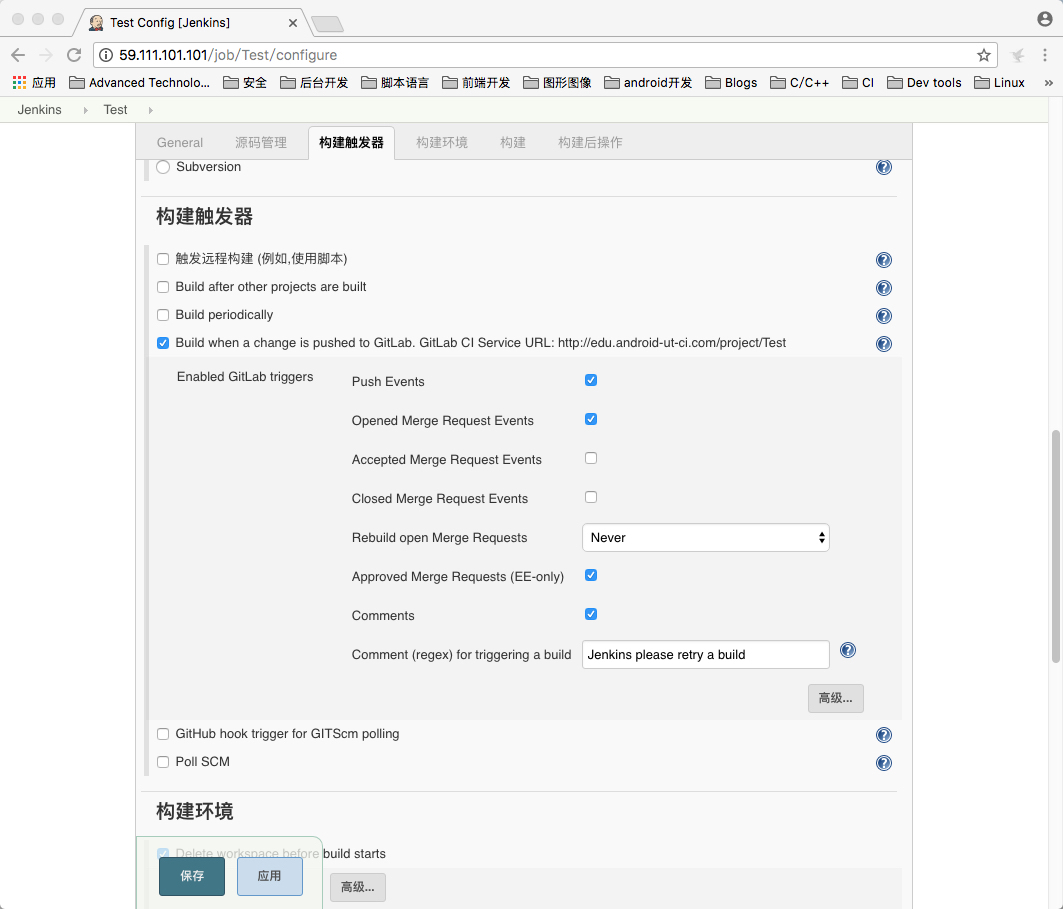 Test Config [Jenkins]
59.111.101.101/job/Test/configure
应用 Advanced Technolo... 安全 后台开发 脚本语言 前端开发 图形图像 android开发 Blogs C/C++ CI Dev tools Linux »
Jenkins Test
General 源码管理 构建触发器 构建环境 构建 构建后操作
Subversion
构建触发器
触发远程构建 (例如,使用脚本)
Build after other projects are built
Build periodically
Build when a change is pushed to GitLab. GitLab CI Service URL: http://edu.android-ut-ci.com/project/Test
Enabled GitLab triggers
Push Events
Opened Merge Request Events
Accepted Merge Request Events
Closed Merge Request Events
Rebuild open Merge Requests Never
Approved Merge Requests (EE-only)
Comments
Comment (regex) for triggering a build Jenkins please retry a build
高级...
GitHub hook trigger for GITScm polling
Poll SCM
构建环境
Delete workspace before build starts
保存 应用 高级...